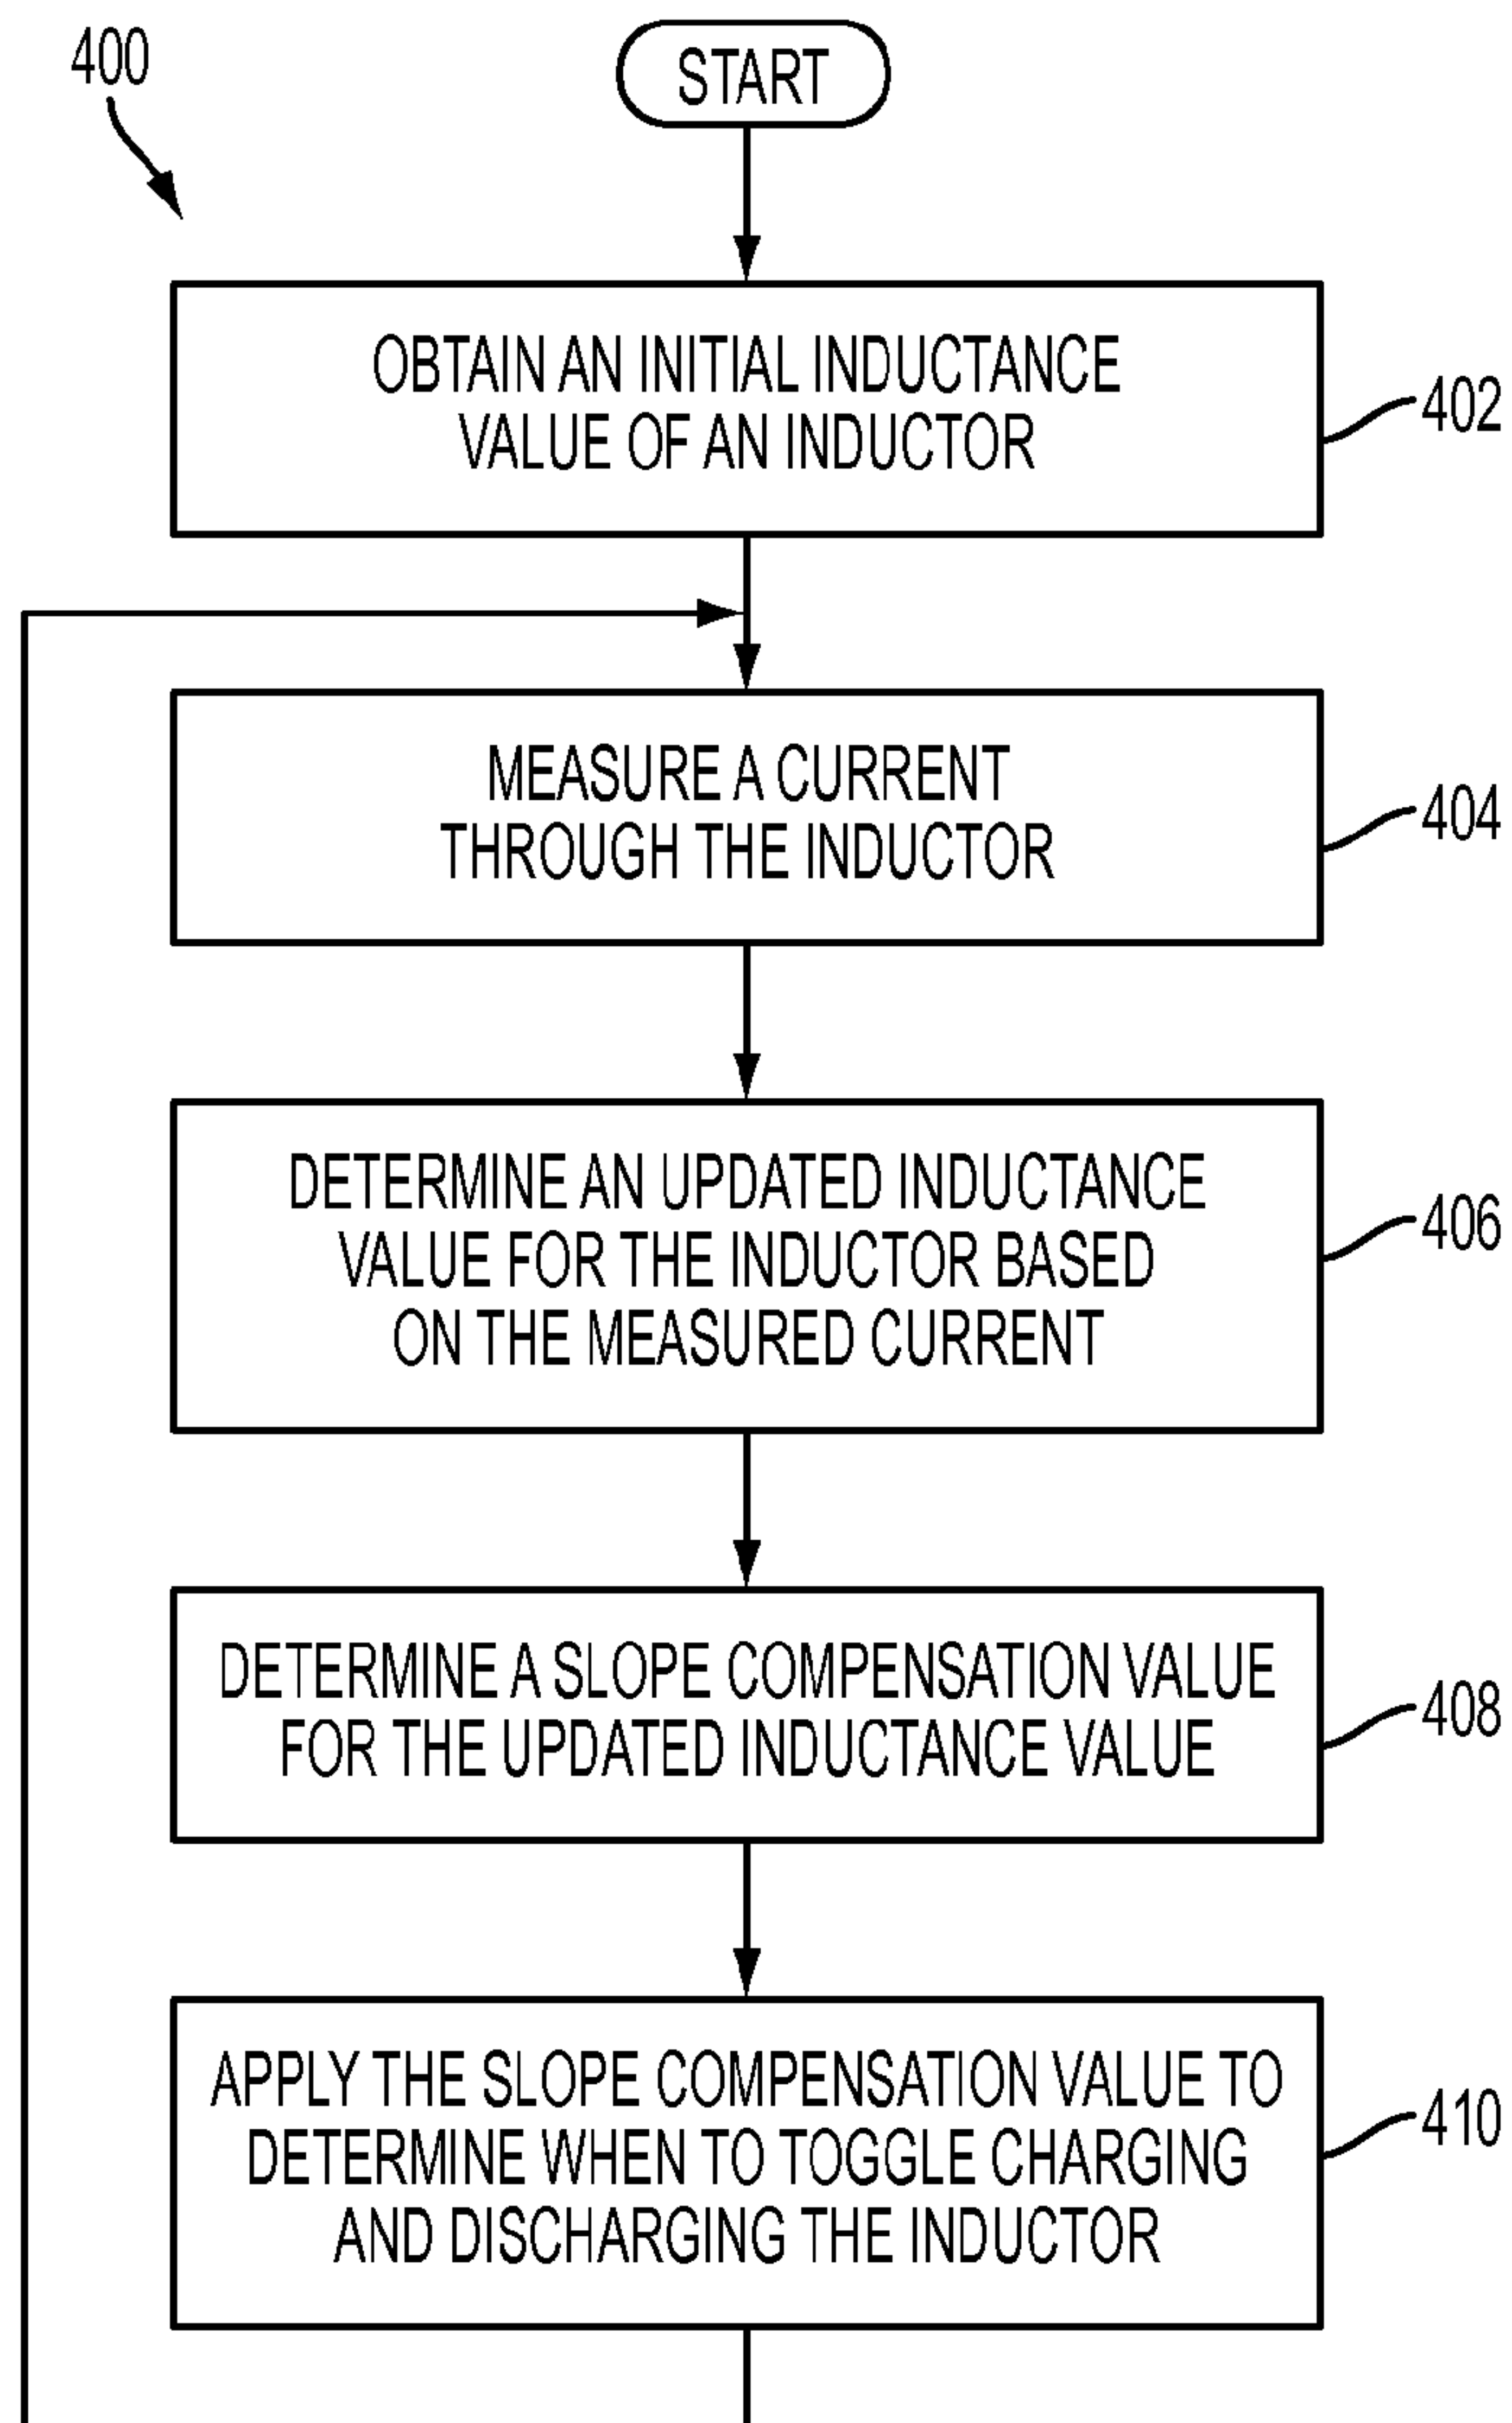 400
START
OBTAIN AN INITIAL INDUCTANCE
VALUE OF AN INDUCTOR
402
MEASURE A CURRENT
THROUGH THE INDUCTOR
404
DETERMINE AN UPDATED INDUCTANCE
VALUE FOR THE INDUCTOR BASED
ON THE MEASURED CURRENT
406
DETERMINE A SLOPE COMPENSATION VALUE
FOR THE UPDATED INDUCTANCE VALUE
408
APPLY THE SLOPE COMPENSATION VALUE TO
DETERMINE WHEN TO TOGGLE CHARGING
AND DISCHARGING THE INDUCTOR
410